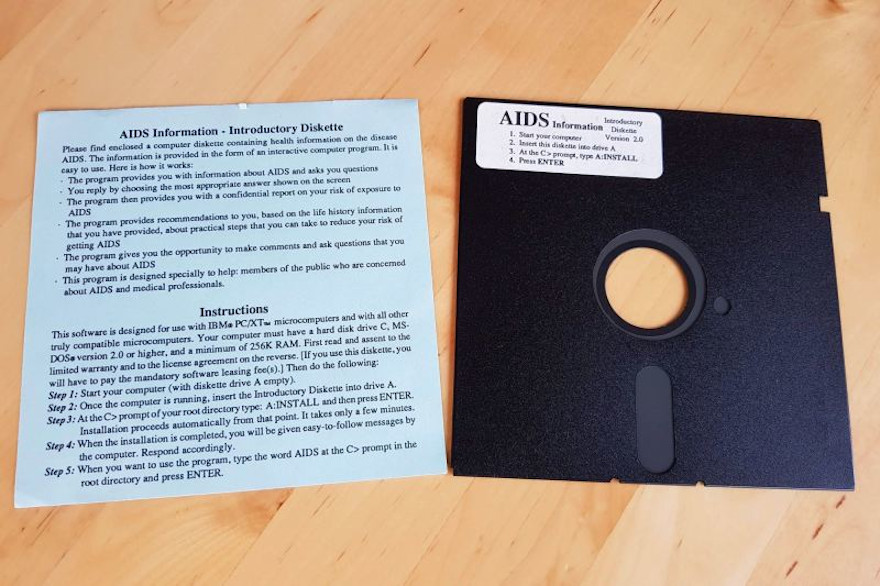 AIDS Information - Introductory Diskette
Please find enclosed a computer diskette containing health information on the disease
AIDS. The information is provided in the form of an interactive computer program. It is
easy to use. Here is how it works:
· The program provides you with information about AIDS and asks you questions
· You reply by choosing the most appropriate answer shown on the screen
· The program then provides you with a confidential report on your risk of exposure to
AIDS
· The program provides recommendations to you, based on the life history information
that you have provided, about practical steps that you can take to reduce your risk of
getting AIDS
· The program gives you the opportunity to make comments and ask questions that you
may have about AIDS
· This program is designed specially to help: members of the public who are concerned
about AIDS and medical professionals.
Instructions
This software is designed for use with IBM® PC/XT™ microcomputers and with all other
truly compatible microcomputers. Your computer must have a hard disk drive C, MS-
DOS® version 2.0 or higher, and a minimum of 256K RAM. First read and assent to the
limited warranty and to the license agreement on the reverse. [If you use this diskette, you
will have to pay the mandatory software leasing fee(s).] Then do the following:
Step 1: Start your computer (with diskette drive A empty).
Step 2: Once the computer is running, insert the Introductory Diskette into drive A.
Step 3: At the C> prompt of your root directory type: A:INSTALL and then press ENTER.
Installation proceeds automatically from that point. It takes only a few minutes.
Step 4: When the installation is completed, you will be given easy-to-follow messages by
the computer. Respond accordingly.
Step 5: When you want to use the program, type the word AIDS at the C> prompt in the
root directory and press ENTER.
AIDS Information
Introductory
Diskette
Version 2.0
1. Start your computer
2. Insert this diskette into drive A
3. At the C> prompt, type A:INSTALL
4. Press ENTER